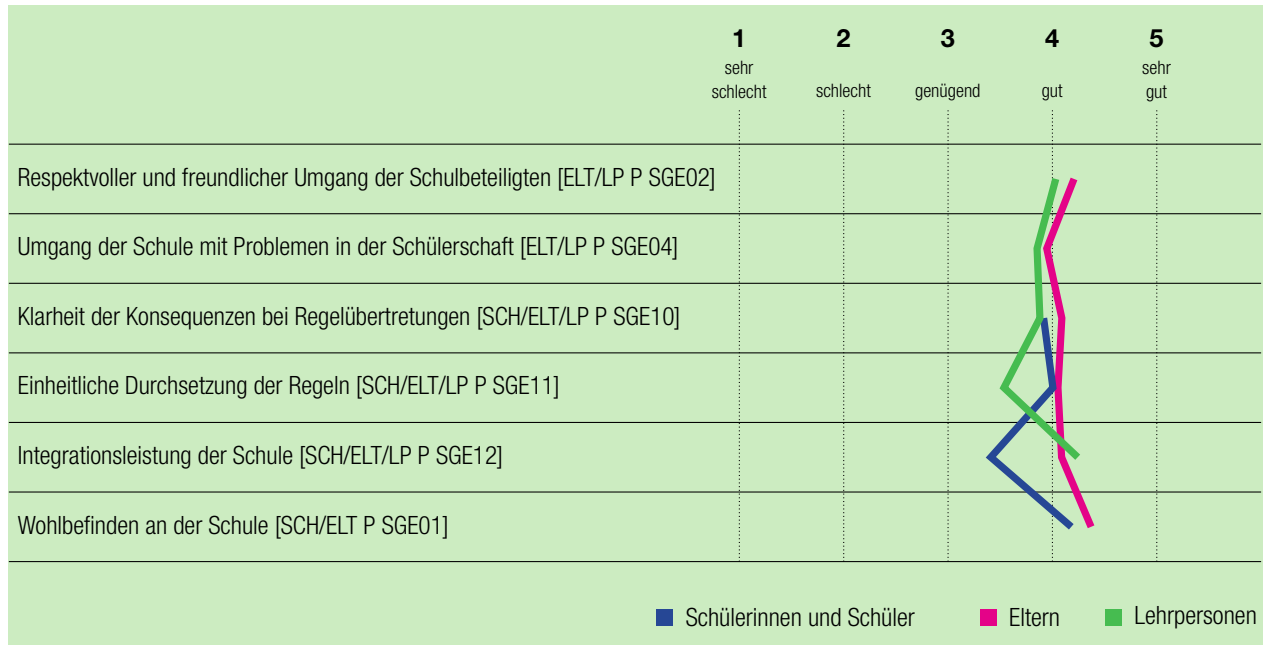 1 2 3 4 5
sehr schlecht schlecht genügend gut sehr gut
Respektvoller und freundlicher Umgang der Schulbeteiligten [ELT/LP P SGE02]
Umgang der Schule mit Problemen in der Schülerschaft [ELT/LP P SGE04]
Klarheit der Konsequenzen bei Regelübertretungen [SCH/ELT/LP P SGE10]
Einheitliche Durchsetzung der Regeln [SCH/ELT/LP P SGE11]
Integrationsleistung der Schule [SCH/ELT/LP P SGE12]
Wohlbefinden an der Schule [SCH/ELT P SGE01]
Schülerinnen und Schüler Eltern Lehrpersonen